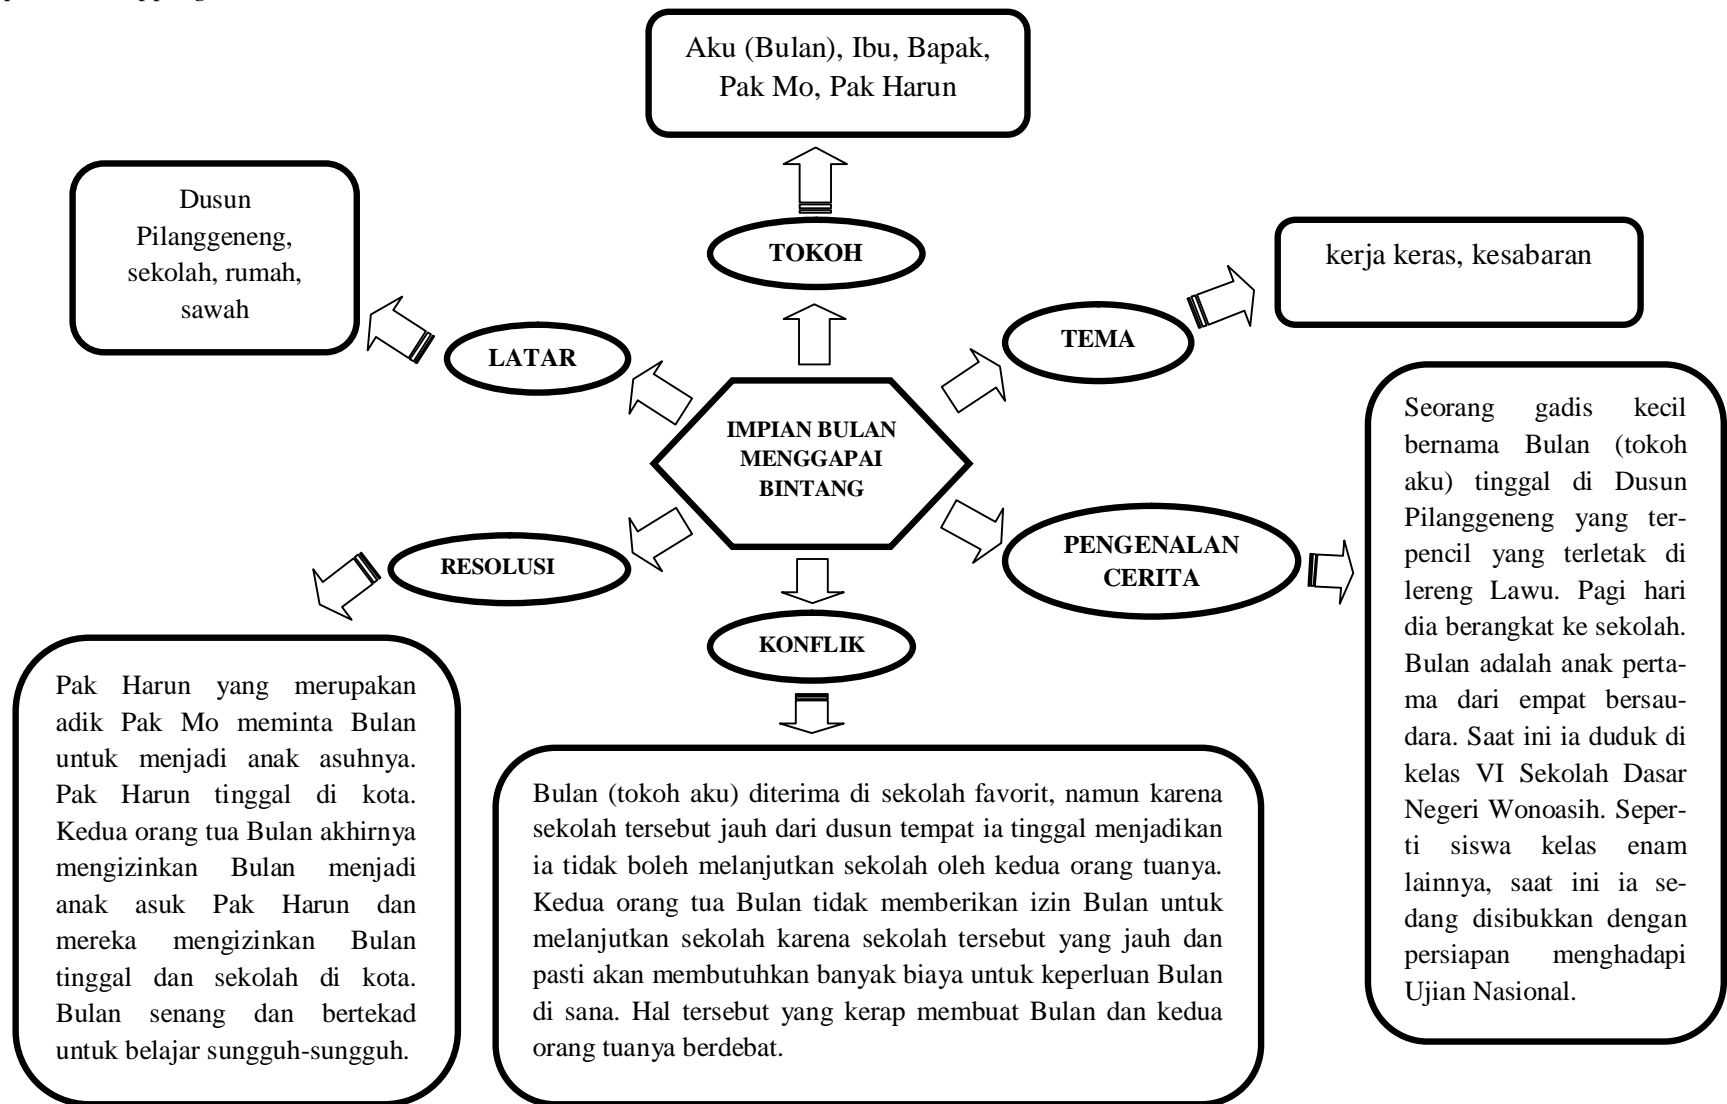 Aku (Bulan), Ibu, Bapak,
Pak Mo, Pak Harun
Dusun
Pilanggeneng,
sekolah, rumah,
sawah
TOKOH
kerja keras, kesabaran
LATAR
TEMA
IMPIAN BULAN
MENGGAPAI
BINTANG
RESOLUSI
PENGENALAN
CERITA
KONFLIK
Seorang gadis kecil
bernama Bulan (tokoh
aku) tinggal di Dusun
Pilanggeneng yang ter-
pencil yang terletak di
lereng Lawu. Pagi hari
dia berangkat ke sekolah.
Bulan adalah anak perta-
ma dari empat bersau-
dara. Saat ini ia duduk di
kelas VI Sekolah Dasar
Negeri Wonoasih. Seper-
ti siswa kelas enam
lainnya, saat ini ia se-
dang disibukkan dengan
persiapan menghadapi
Ujian Nasional.
Pak Harun yang merupakan
adik Pak Mo meminta Bulan
untuk menjadi anak asuhnya.
Pak Harun tinggal di kota.
Kedua orang tua Bulan akhirnya
mengizinkan Bulan menjadi
anak asuk Pak Harun dan
mereka mengizinkan Bulan
tinggal dan sekolah di kota.
Bulan senang dan bertekad
untuk belajar sungguh-sungguh.
Bulan (tokoh aku) diterima di sekolah favorit, namun karena
sekolah tersebut jauh dari dusun tempat ia tinggal menjadikan
ia tidak boleh melanjutkan sekolah oleh kedua orang tuanya.
Kedua orang tua Bulan tidak memberikan izin Bulan untuk
melanjutkan sekolah karena sekolah tersebut yang jauh dan
pasti akan membutuhkan banyak biaya untuk keperluan Bulan
di sana. Hal tersebut yang kerap membuat Bulan dan kedua
orang tuanya berdebat.